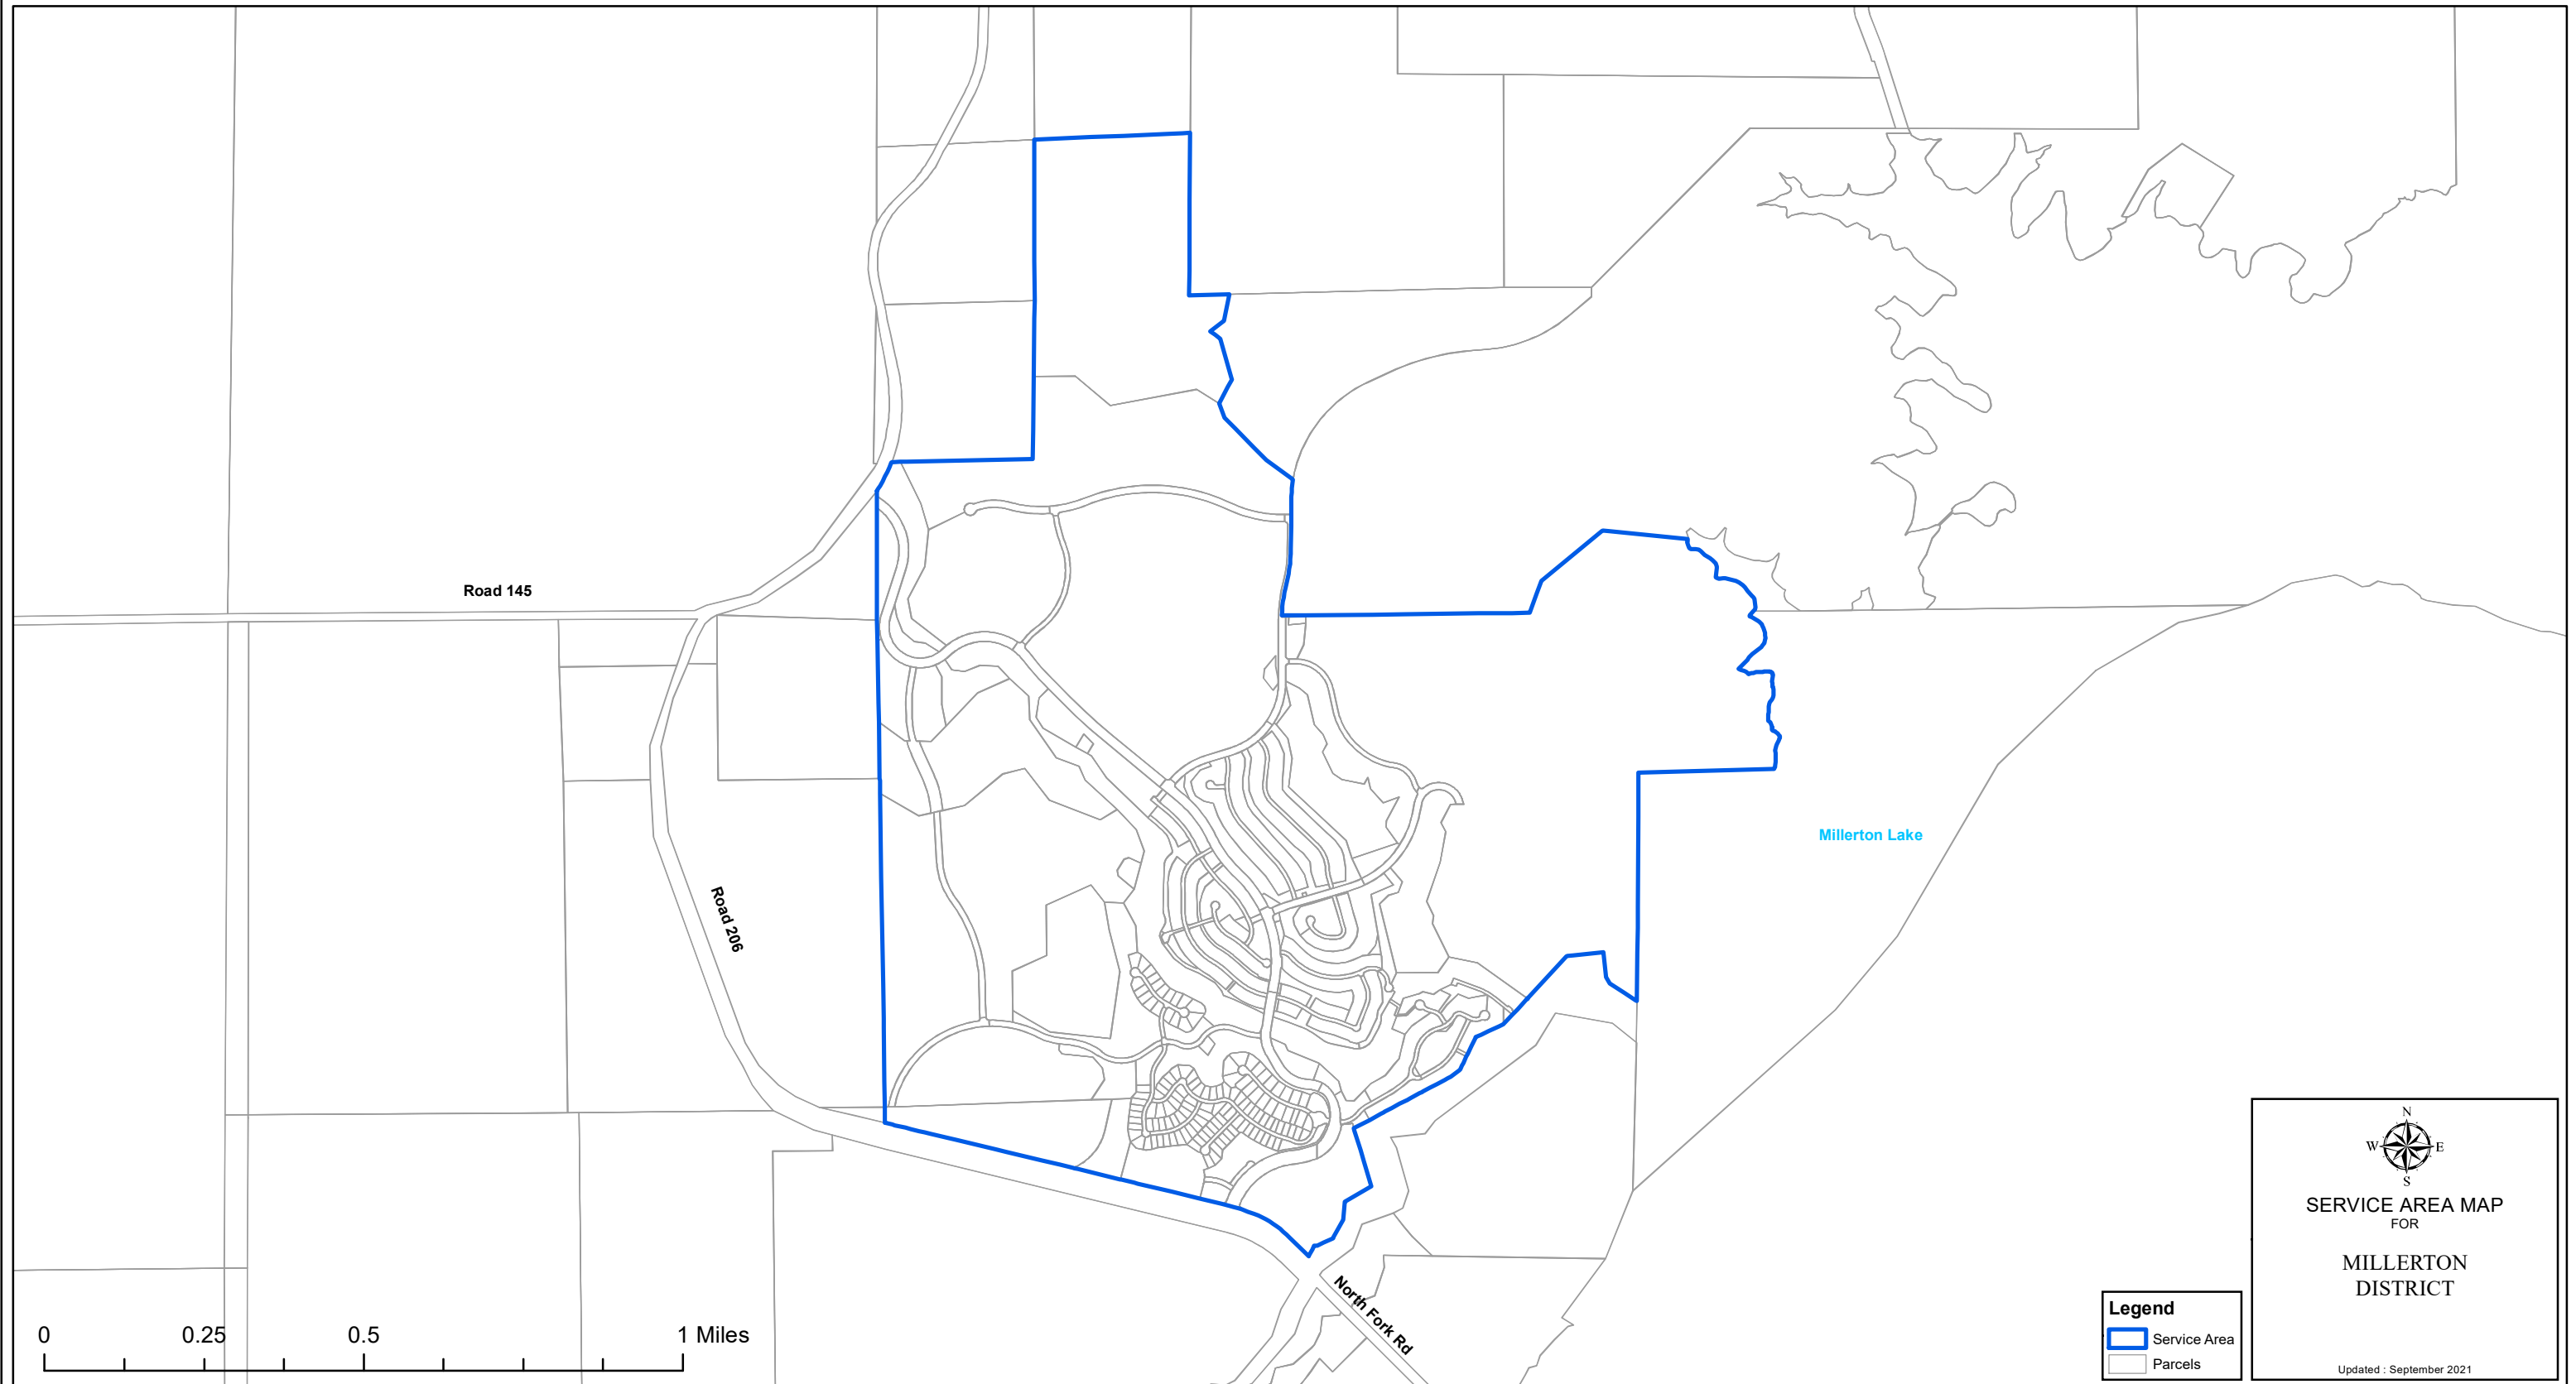 Road 145
Road 206
Millerton Lake
North Fork Rd
0 0.25 0.5 1 Miles
Legend
Service Area
Parcels
N
W E
S
SERVICE AREA MAP
FOR
MILLERTON
DISTRICT
Updated : September 2021